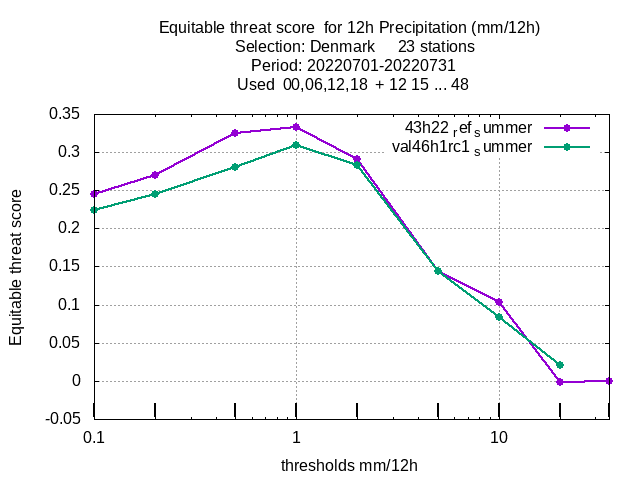 Equitable threat score  for 12h Precipitation (mm/12h)
Selection: Denmark     23 stations
Period: 20220701-20220731
Used  00,06,12,18  + 12 15 ... 48
0.35
0.3
0.25
0.2
0.15
0.1
0.05
0
-0.05
Equitable threat score
43h22 ref summer
val46h1rc1 summer
0.1 1 10
thresholds mm/12h